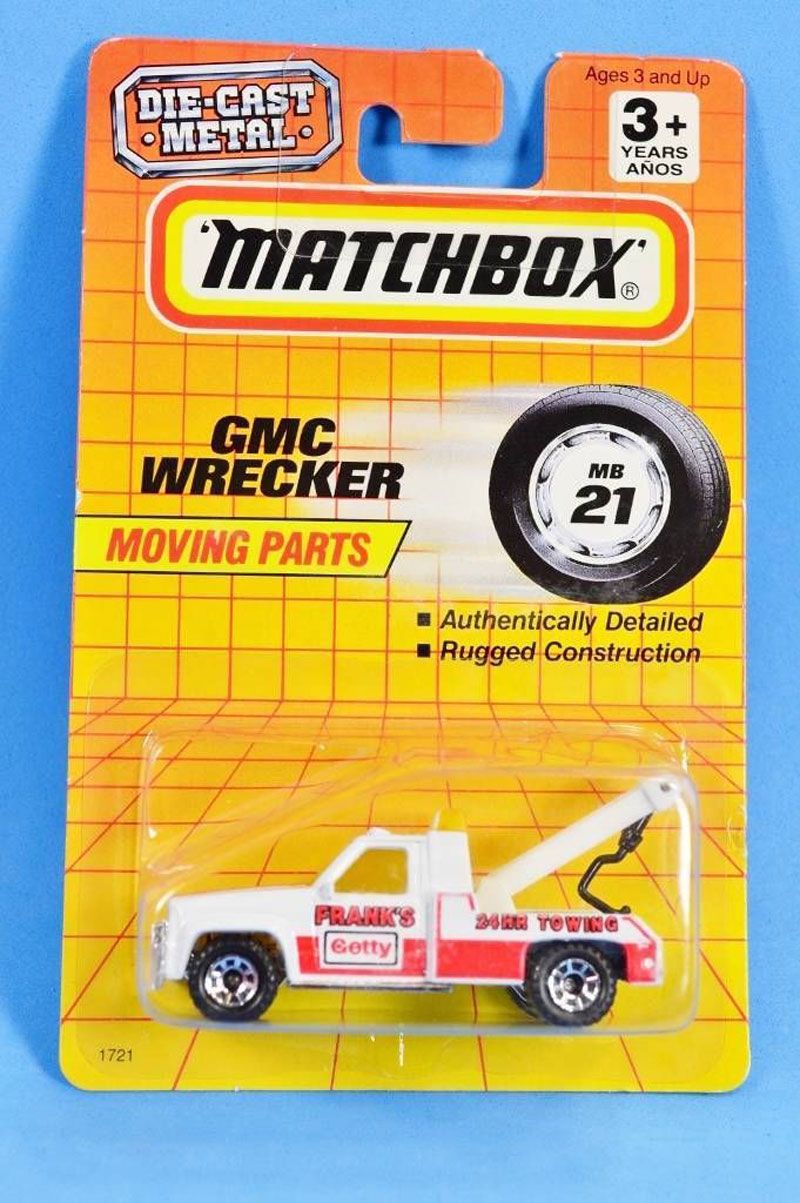 DIE-CAST
·METAL·
Ages 3 and Up
3+
YEARS
AÑOS
'MATCHBOX'®
GMC
WRECKER
MB
21
MOVING PARTS
■ Authentically Detailed
■ Rugged Construction
FRANK'S
24HR TOWING
Getty
1721